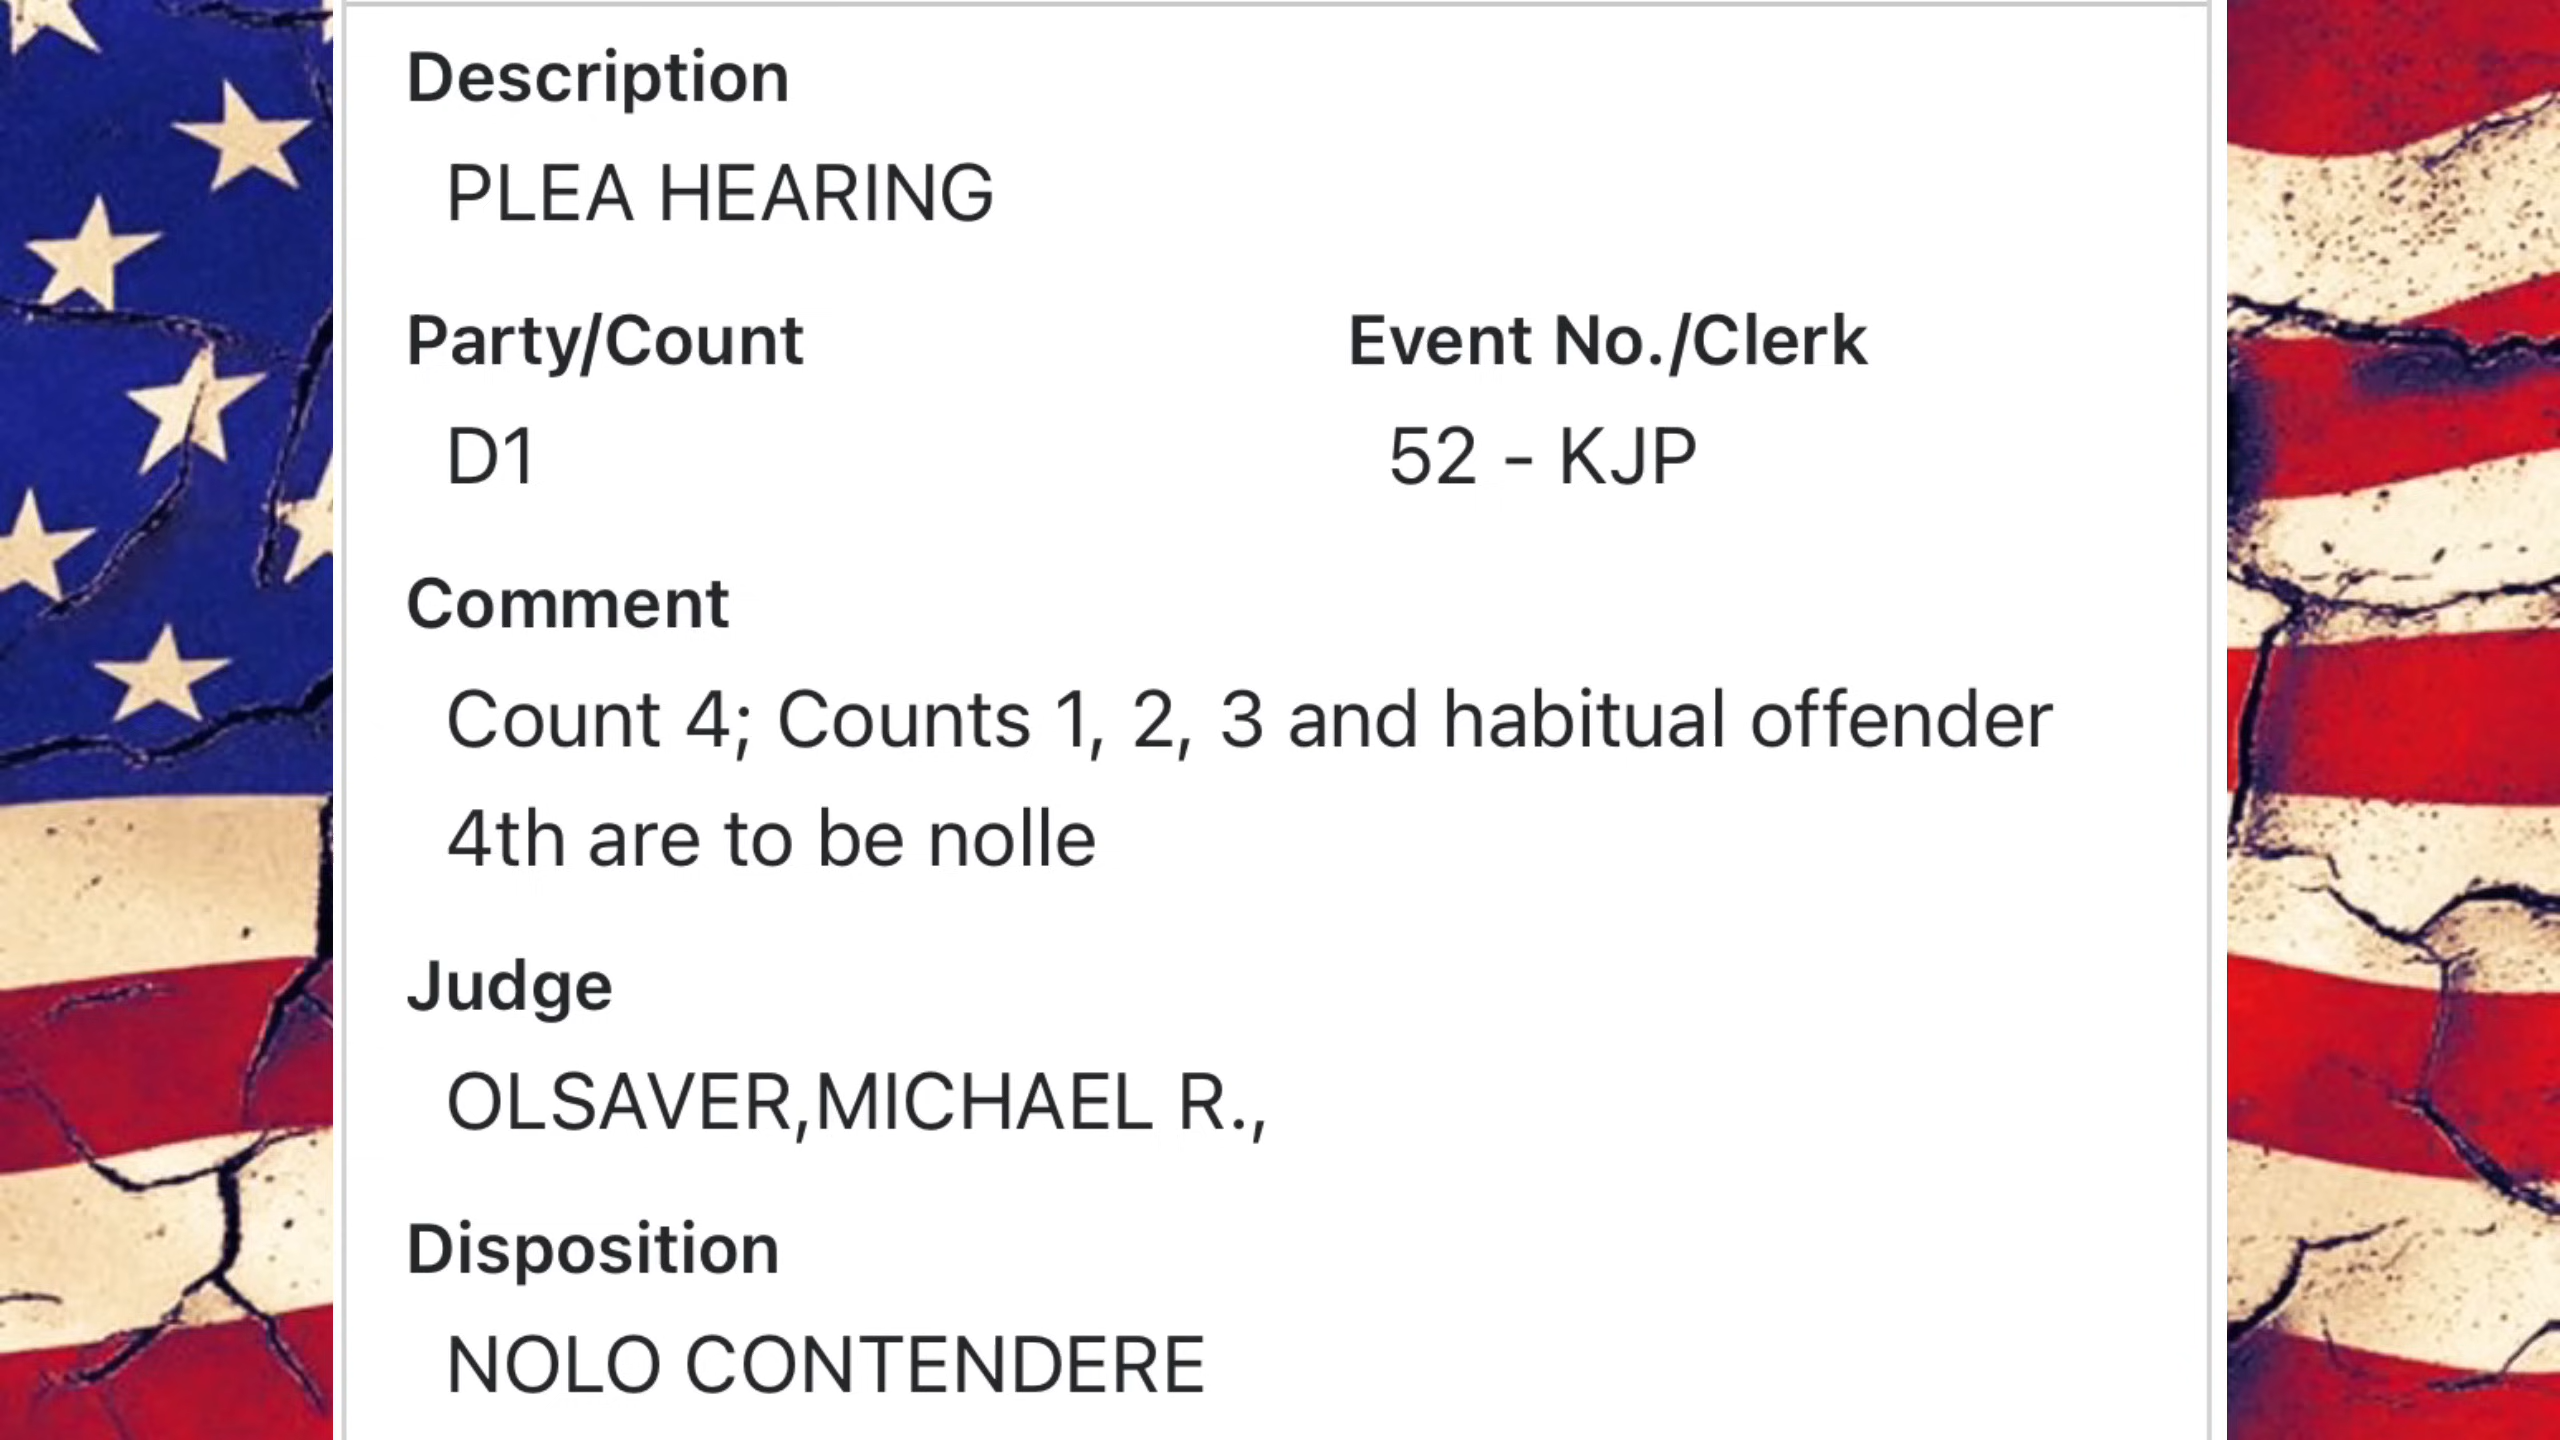 Description
PLEA HEARING
Party/Count
Event No./Clerk
D1
52 - KJP
Comment
Count 4; Counts 1, 2, 3 and habitual offender
4th are to be nolle
Judge
OLSAVER,MICHAEL R.,
Disposition
NOLO CONTENDERE